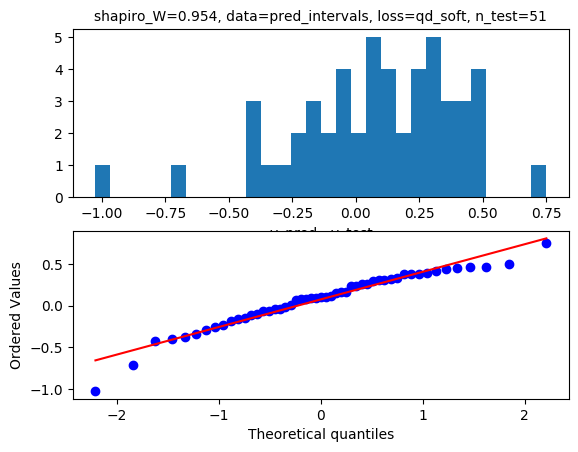 shapiro_W=0.954, data=pred_intervals, loss=qd_soft, n_test=51
5
4
3
2
1
0
−1.00 −0.75 −0.50 −0.25 0.00 0.25 0.50 0.75
Ordered Values
0.5
0.0
−0.5
−1.0
−2 −1 0 1 2
Theoretical quantiles